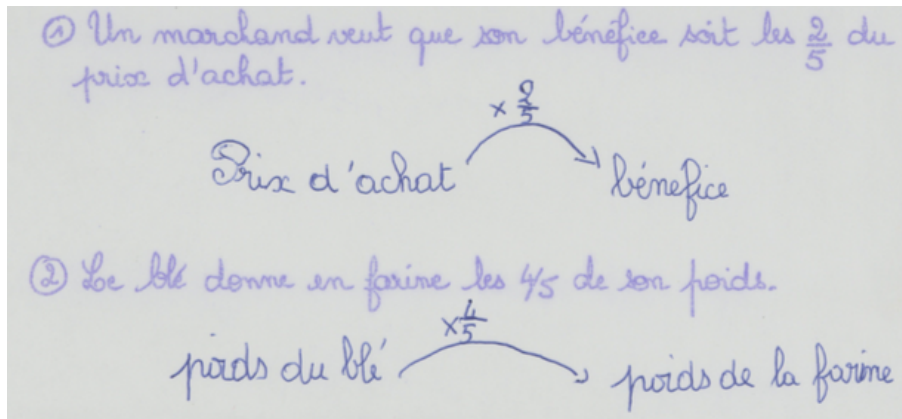 ① Un marchand veut que son bénéfice soit les 2/5 du
prix d'achat.
× 2/5
Prix d'achat bénefice
② Le blé donne en farine les 4/5 de son poids.
× 4/5
poids du blé poids de la farine